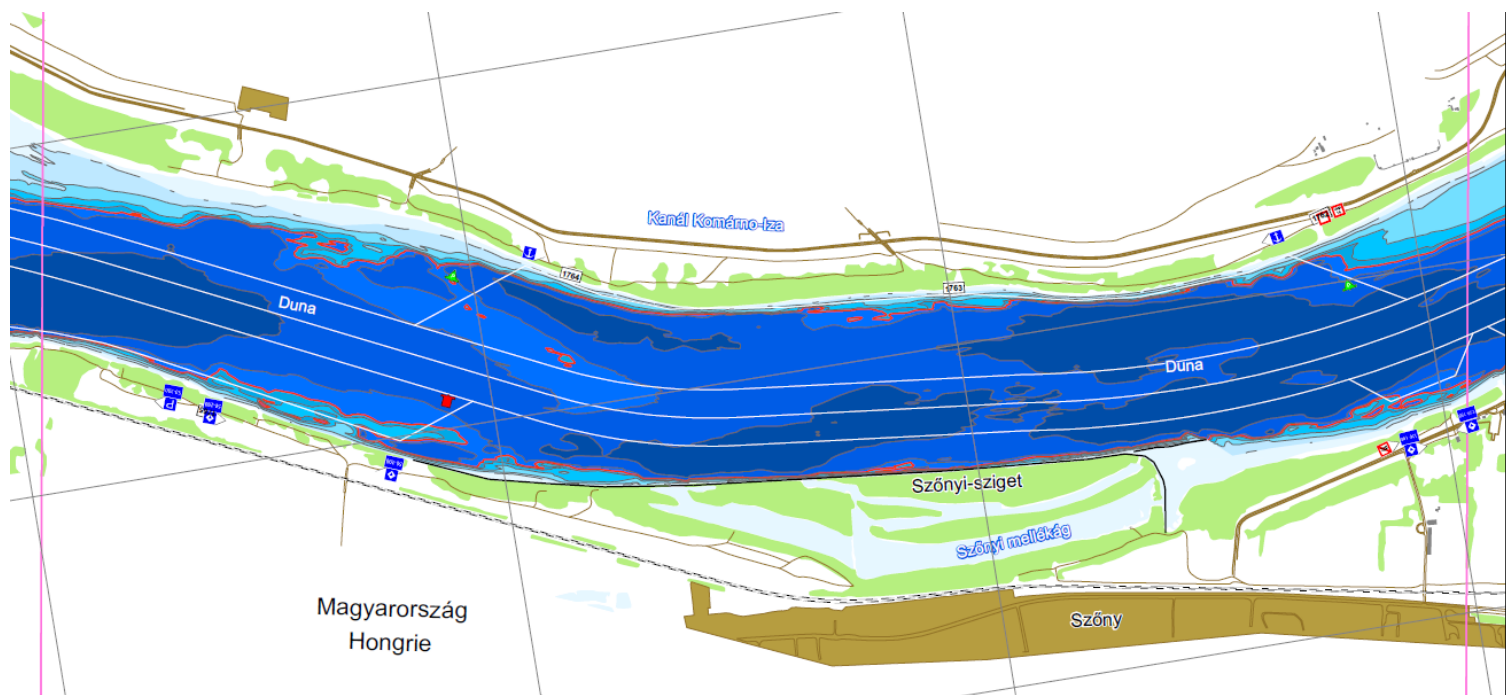 Kanál Komárno-Iža
1764
1763
Duna
Duna
Szőnyi-sziget
Szőnyi mellékág
Magyarország
Hongrie
Szőny